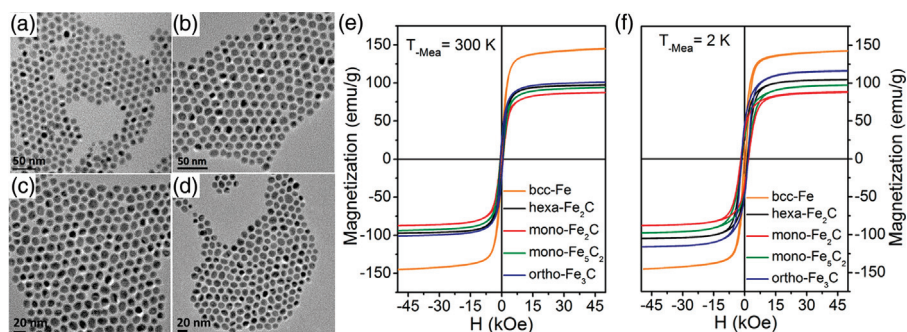 (a)
50 nm
(b)
50 nm
(c)
20 nm
(d)
20 nm
(e)
T-Mea = 300 K
Magnetization (emu/g)
150
100
50
0
-50
-100
-150
bcc-Fe
hexa-Fe₂C
mono-Fe₂C
mono-Fe₅C₂
ortho-Fe₃C
-45 -30 -15 0 15 30 45
H (kOe)
(f)
T-Mea = 2 K
150
100
50
0
-50
-100
-150
Magnetization (emu/g)
bcc-Fe
hexa-Fe₂C
mono-Fe₂C
mono-Fe₅C₂
ortho-Fe₃C
-45 -30 -15 0 15 30 45
H (kOe)